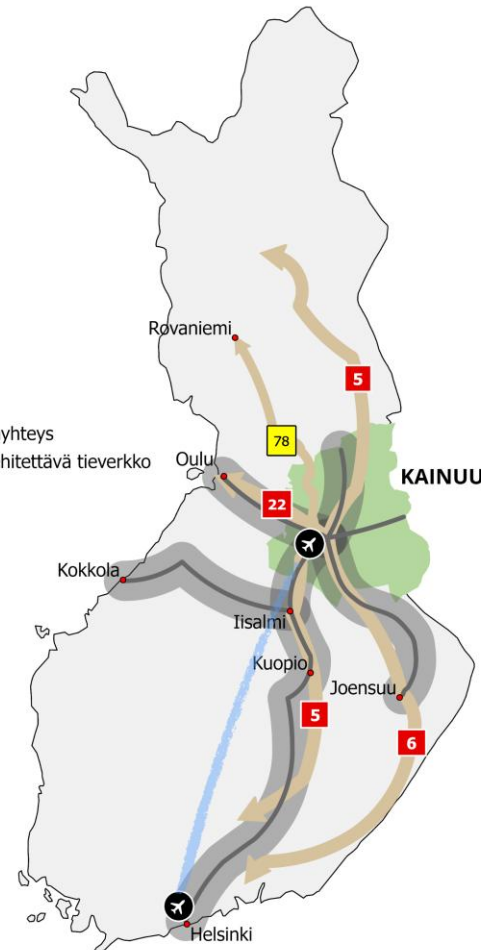 Rovaniemi
5
yhteys
78
hitettävä tieverkko
Oulu
KAINUU
22
Kokkola
Iisalmi
Kuopio
Joensuu
5
6
Helsinki